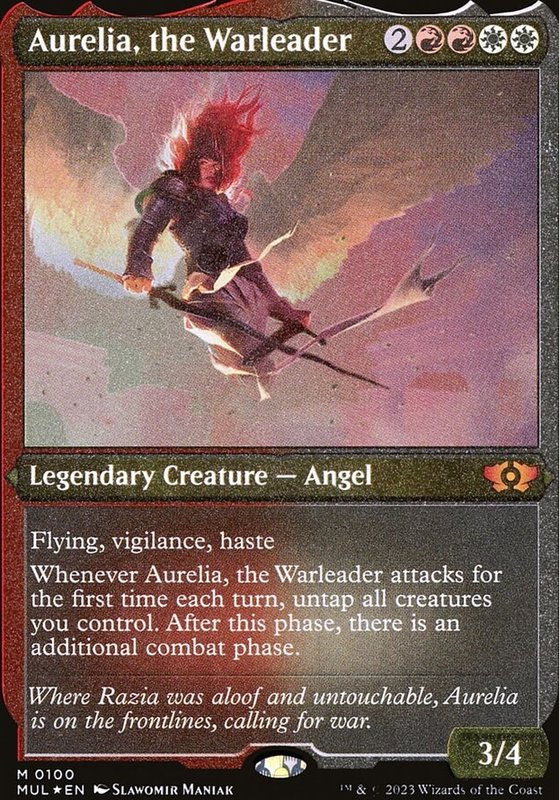 Aurelia, the Warleader 2
Legendary Creature — Angel
Flying, vigilance, haste
Whenever Aurelia, the Warleader attacks for
the first time each turn, untap all creatures
you control. After this phase, there is an
additional combat phase.
Where Razia was aloof and untouchable, Aurelia
is on the frontlines, calling for war.
3/4
M 0100
MUL★EN Slawomir Maniak
™ & © 2023 Wizards of the Coast